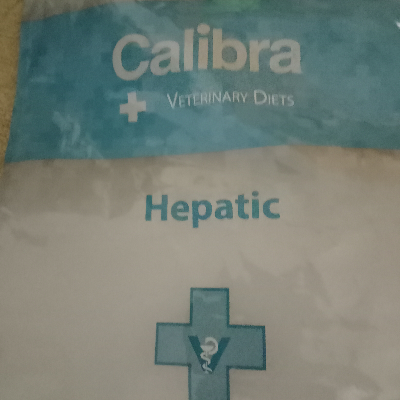 Calibra
VETERINARY DIETS
Hepatic
V